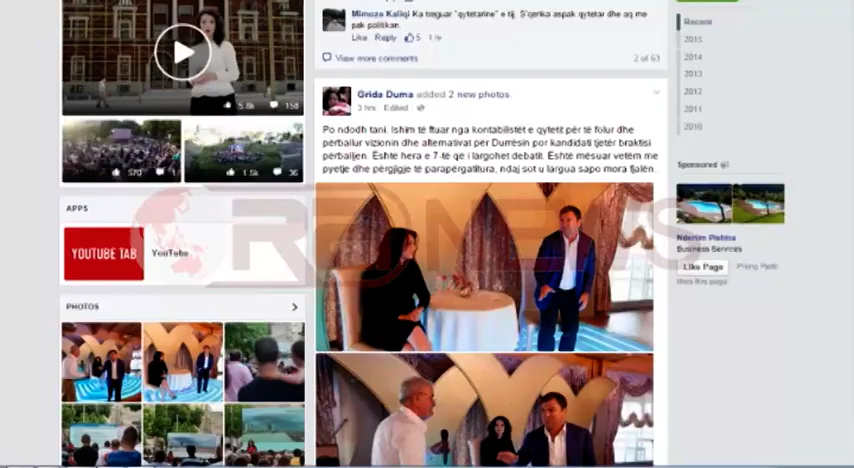 Mimoza Kaliqi Ka treguar "qytetarine" e tij. S'qenka aspak qytetar dhe aq me
pak politikan.
Like Reply 5 1 hr
View more comments 2 of 63
5.8k 158
570
1.5k 36
APPS
YOUTUBE TAB YouTube
PHOTOS
Grida Duma added 2 new photos.
3 hrs Edited
Po ndodh tani. Ishim të ftuar nga kontabilistët e qytetit për të folur dhe
përballur vizionin dhe alternativat për Durrësin por kandidati tjetër braktisi
përballjen. Është hera e 7-të që i largohet debatit. Është mësuar vetëm me
pyetje dhe përgjigje të parapërgatitura, ndaj sot u largua sapo mora fjalën.
NEWS
Recent
2015
2014
2013
2012
2011
2010
Sponsored
Business Services
Like Page
likes this page